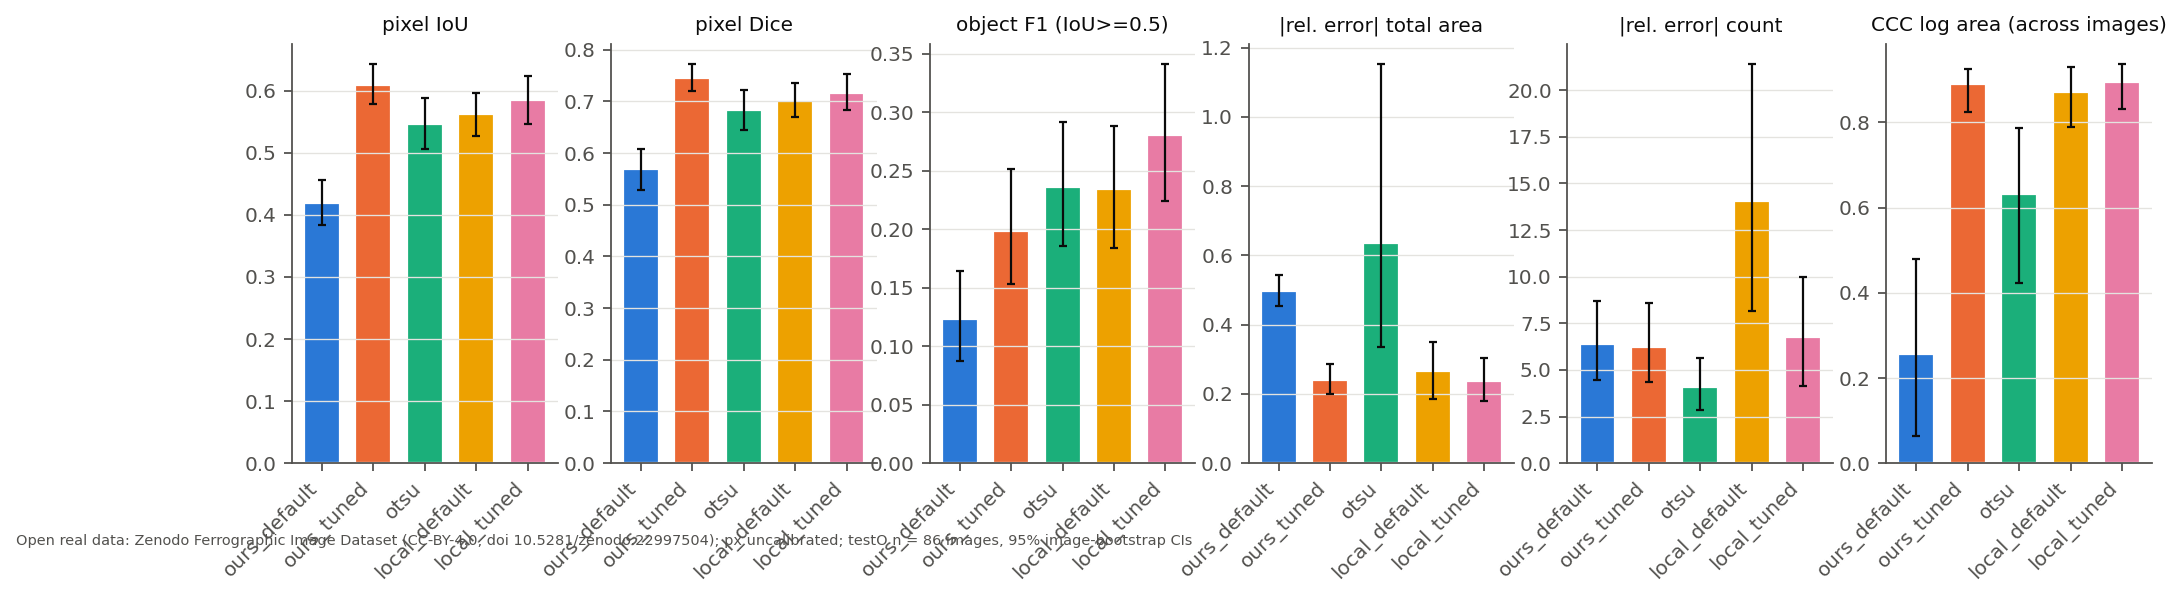 pixel IoU
0.6
0.5
0.4
0.3
0.2
0.1
0.0
ours_default
ours_tuned
otsu
local_default
local_tuned
pixel Dice
0.8
0.7
0.6
0.5
0.4
0.3
0.2
0.1
0.0
ours_default
ours_tuned
otsu
local_default
local_tuned
object F1 (IoU>=0.5)
0.35
0.30
0.25
0.20
0.15
0.10
0.05
0.00
ours_default
ours_tuned
otsu
local_default
local_tuned
|rel. error| total area
1.2
1.0
0.8
0.6
0.4
0.2
0.0
ours_default
ours_tuned
otsu
local_default
local_tuned
|rel. error| count
20.0
17.5
15.0
12.5
10.0
7.5
5.0
2.5
0.0
ours_default
ours_tuned
otsu
local_default
local_tuned
CCC log area (across images)
0.8
0.6
0.4
0.2
0.0
ours_default
ours_tuned
otsu
local_default
local_tuned
Open real data: Zenodo Ferrographic Image Dataset (CC-BY-4.0, doi 10.5281/zenodo.22997504); px uncalibrated; testO n = 86 images, 95% image-bootstrap CIs